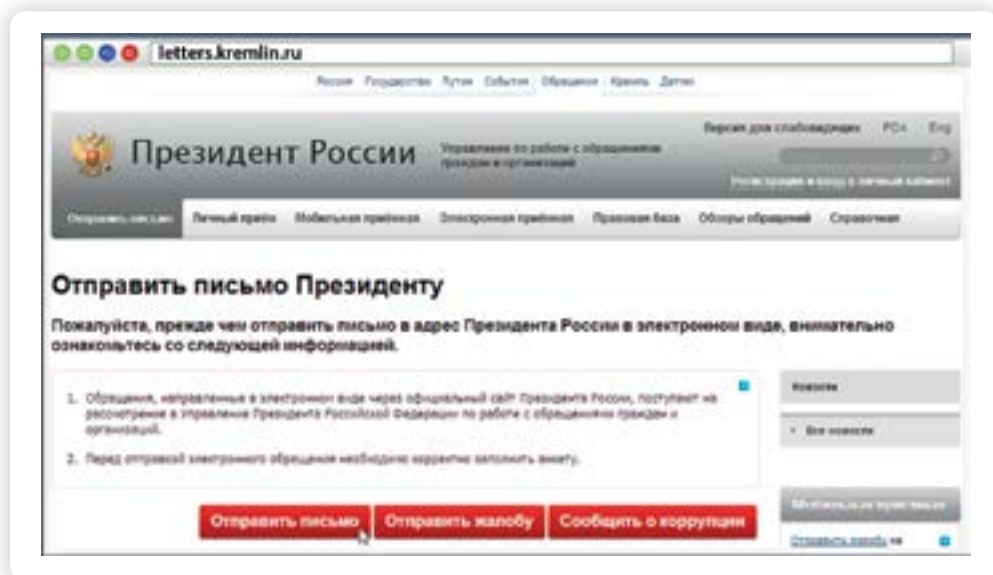 letters.kremlin.ru
Россия Государство Путин События Обращения Кремль Детям
Версия для слабовидящих PDA Eng
Президент России
Управление по работе с обращениями
граждан и организаций
Регистрация и вход в личный кабинет
Отправить письмо Личный приём Мобильная приёмная Электронная приёмная Правовая база Обзоры обращений Справочная
Отправить письмо Президенту
Пожалуйста, прежде чем отправить письмо в адрес Президента России в электронном виде, внимательно
ознакомьтесь со следующей информацией.
1. Обращения, направленные в электронном виде через официальный сайт Президента России, поступают на
рассмотрение в Управление Президента Российской Федерации по работе с обращениями граждан и
организаций.
2. Перед отправкой электронного обращения необходимо корректно заполнить анкету.
Новости
Все новости
Отправить письмо Отправить жалобу Сообщить о коррупции
Отправить жалобу на